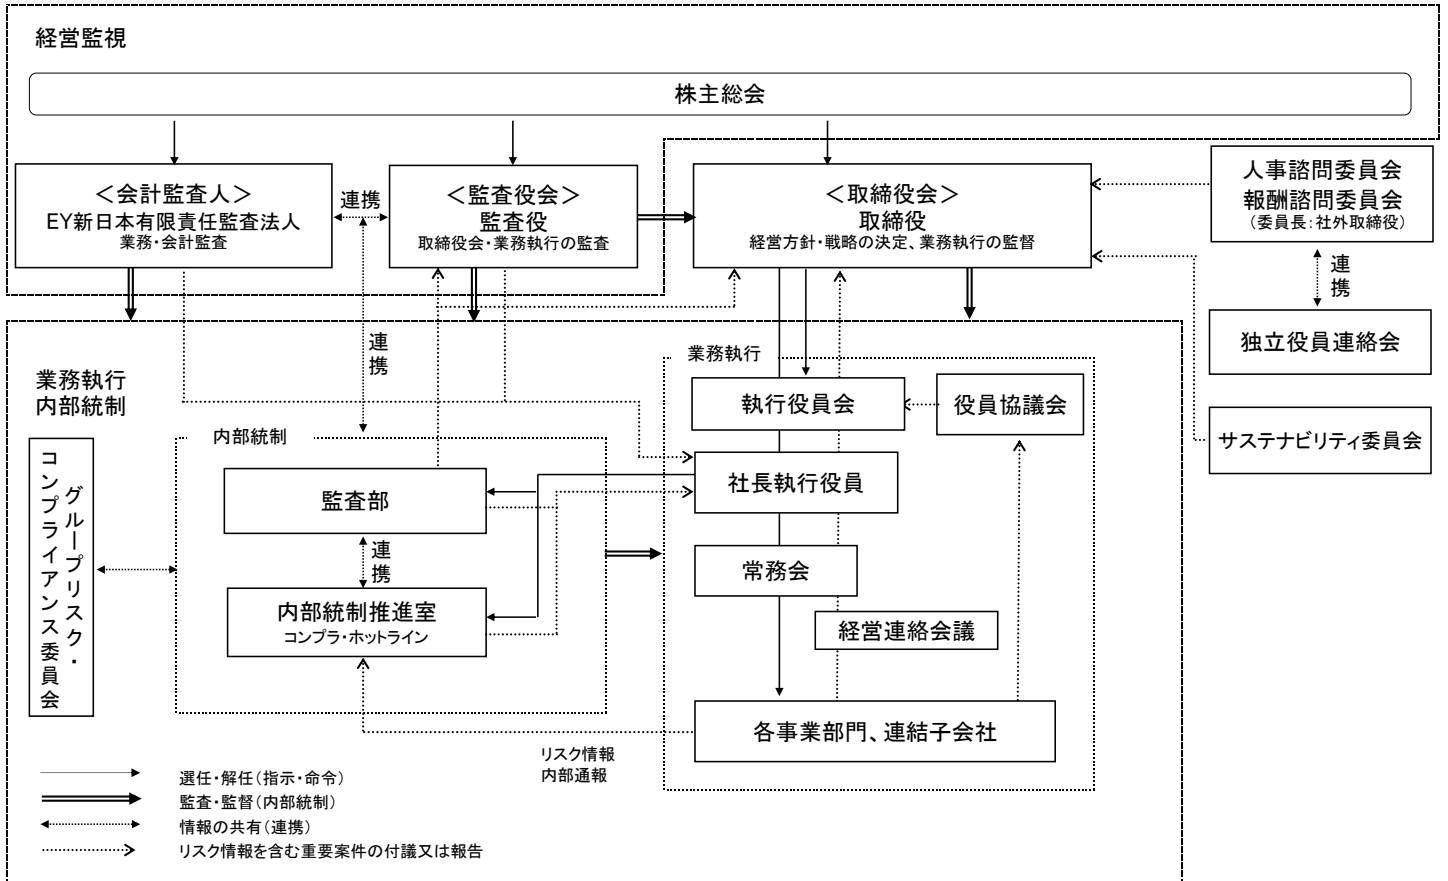 経営監視
株主総会
＜会計監査人＞
EY新日本有限責任監査法人
業務・会計監査
連携
＜監査役会＞
監査役
取締役会・業務執行の監査
＜取締役会＞
取締役
経営方針・戦略の決定、業務執行の監督
人事諮問委員会
報酬諮問委員会
（委員長：社外取締役）
連携
独立役員連絡会
サステナビリティ委員会
連携
業務執行
内部統制
グループリスク・
コンプライアンス委員会
内部統制
監査部
連携
内部統制推進室
コンプラ・ホットライン
業務執行
執行役員会
役員協議会
社長執行役員
常務会
経営連絡会議
各事業部門、連結子会社
リスク情報
内部通報
選任・解任（指示・命令）
監査・監督（内部統制）
情報の共有（連携）
リスク情報を含む重要案件の付議又は報告